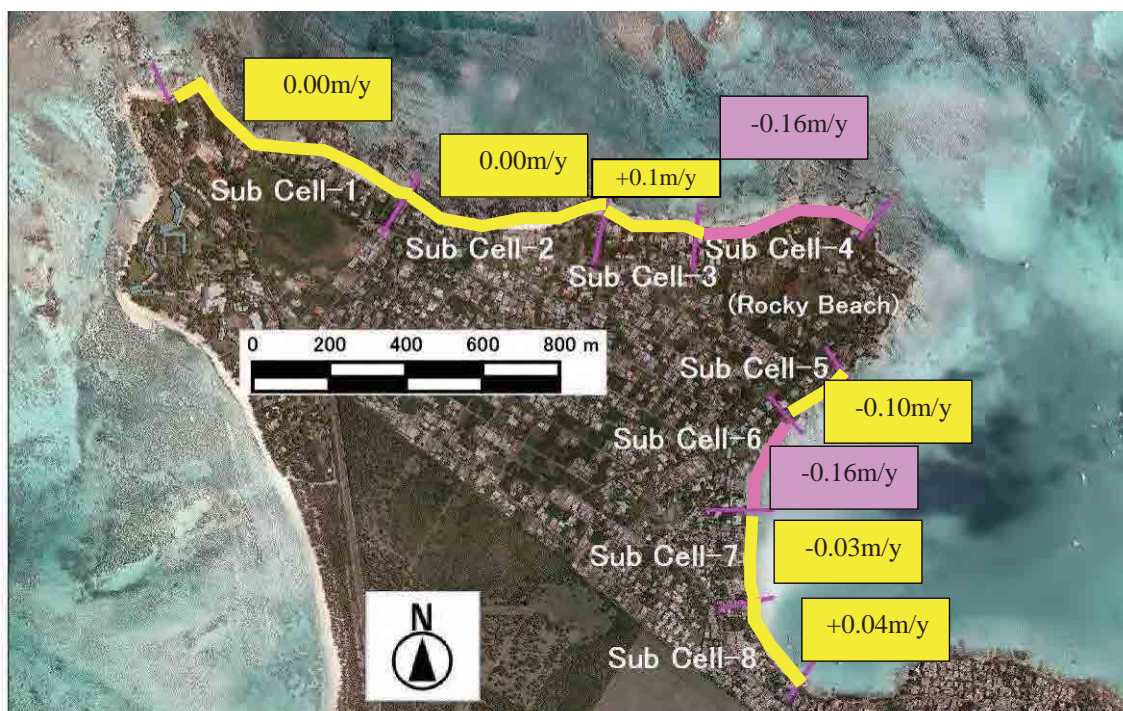 0.00m/y
-0.16m/y
0.00m/y
+0.1m/y
Sub Cell-1
Sub Cell-2
Sub Cell-3
Sub Cell-4
(Rocky Beach)
0 200 400 600 800 m
Sub Cell-5
-0.10m/y
Sub Cell-6
-0.16m/y
Sub Cell-7
-0.03m/y
N
+0.04m/y
Sub Cell-8